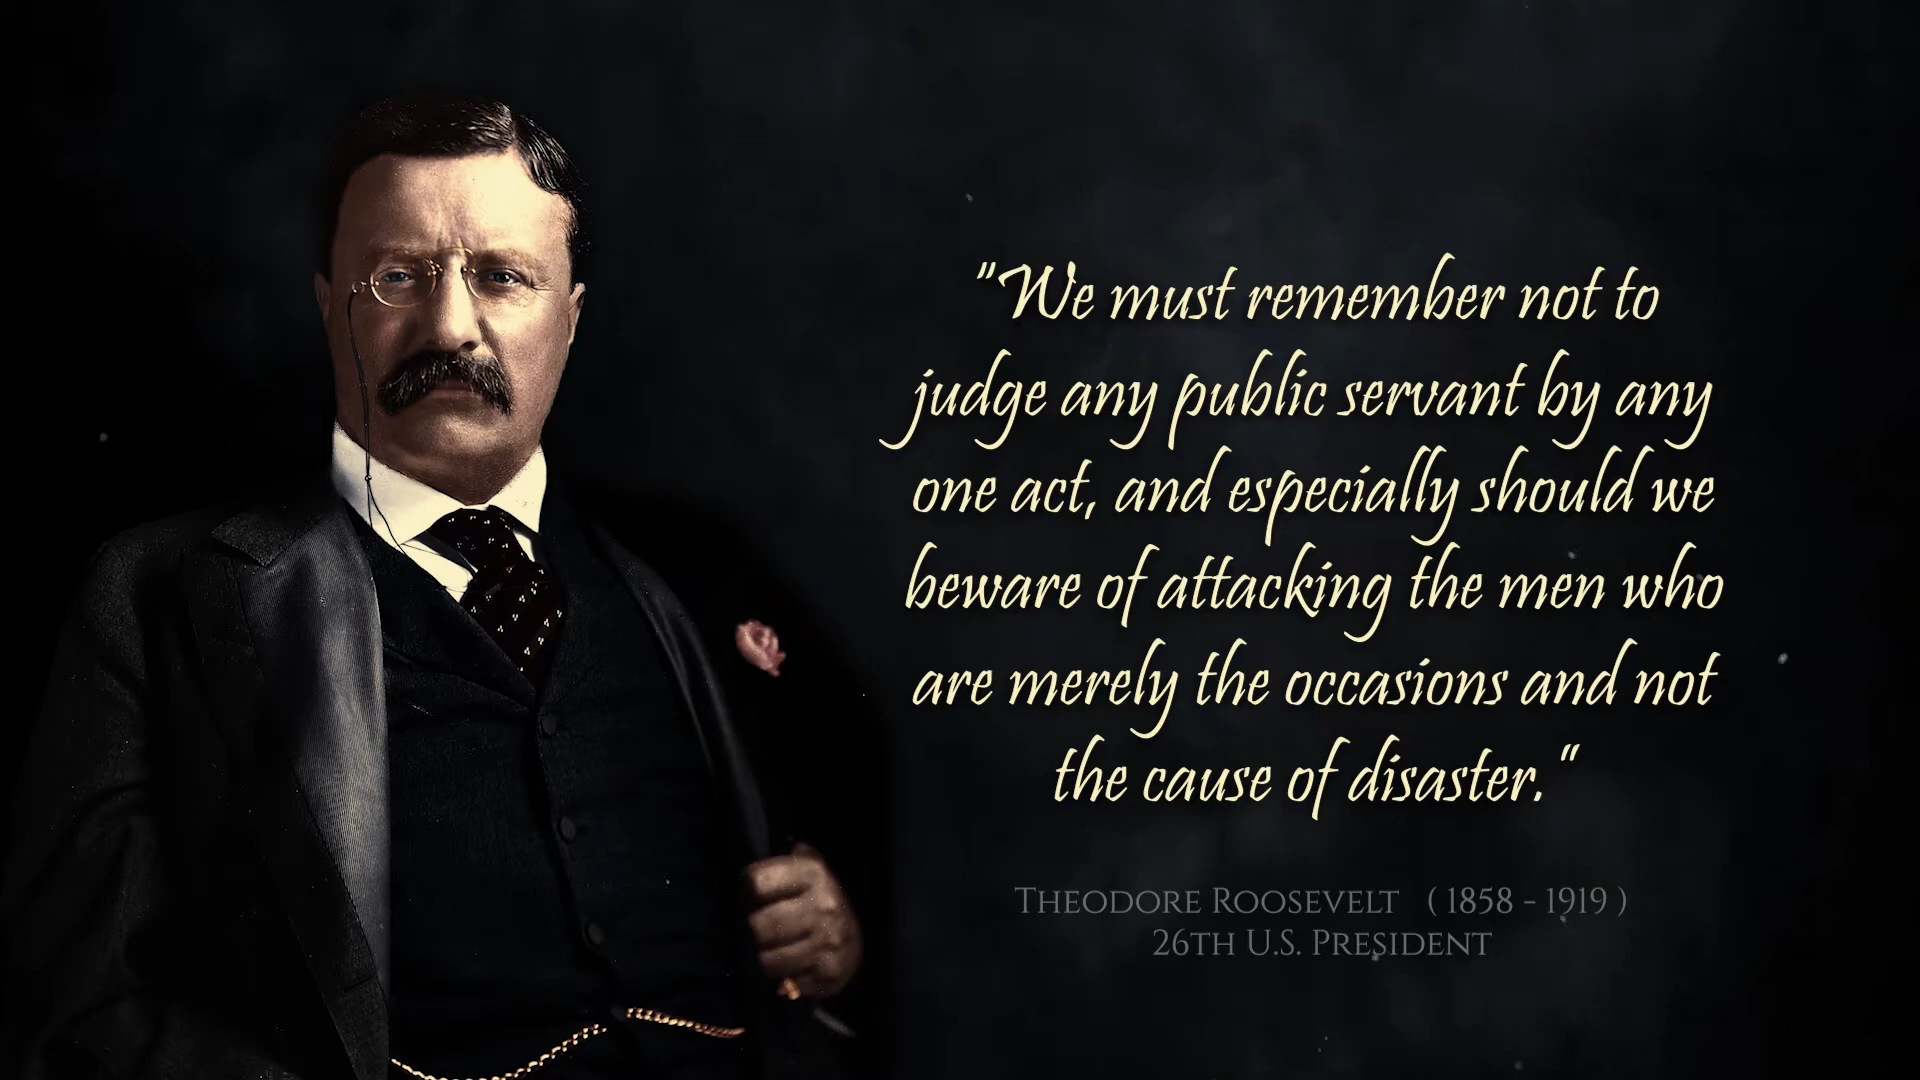 "We must remember not to
judge any public servant by any
one act, and especially should we
beware of attacking the men who
are merely the occasions and not
the cause of disaster."
Theodore Roosevelt (1858 - 1919)
26th U.S. President